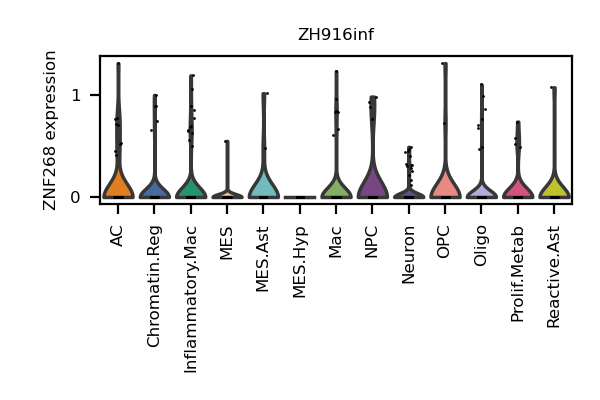 ZH916inf
ZNF268 expression
1
0
AC
Chromatin.Reg
Inflammatory.Mac
MES
MES.Ast
MES.Hyp
Mac
NPC
Neuron
OPC
Oligo
Prolif.Metab
Reactive.Ast